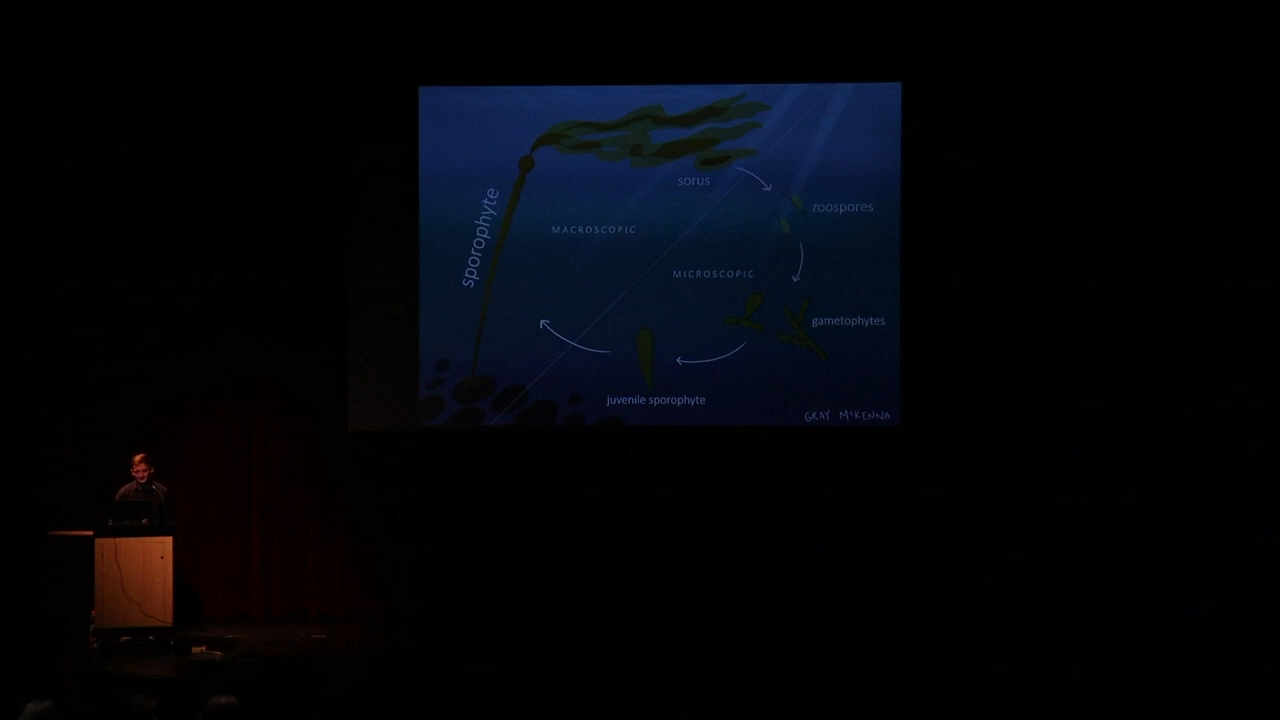 sporophyte
sorus
zoospores
MACROSCOPIC
MICROSCOPIC
gametophytes
juvenile sporophyte
GRAY McKENNA